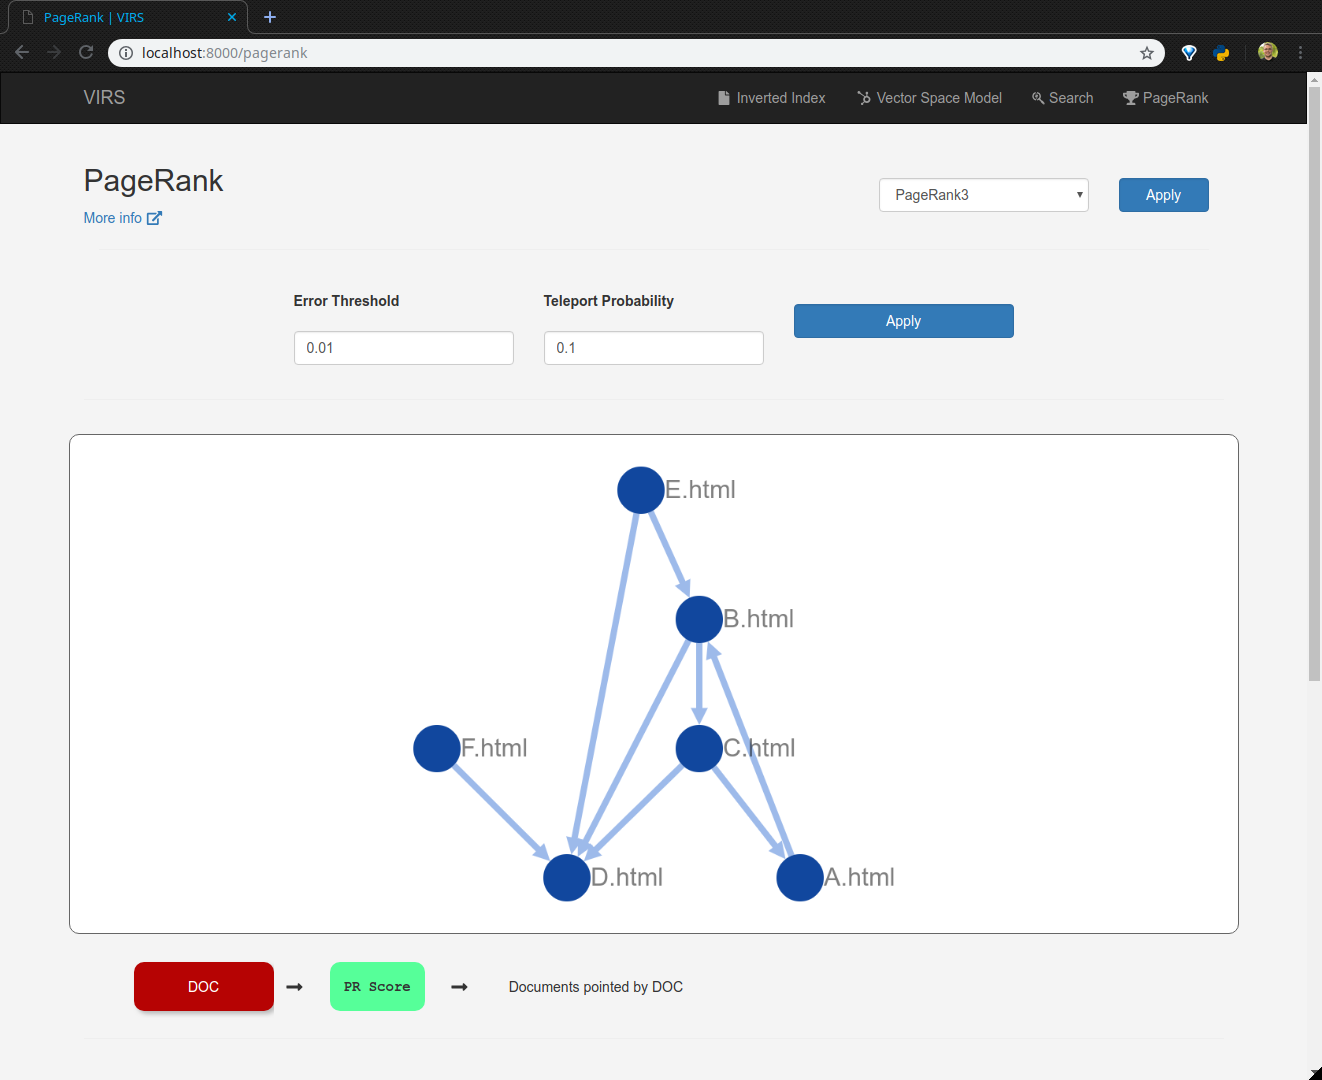 PageRank | VIRS
localhost:8000/pagerank
VIRS
Inverted Index
Vector Space Model
Search
PageRank
PageRank
More info
PageRank3
Apply
Error Threshold
Teleport Probability
Apply
0.01
0.1
E.html
B.html
F.html
C.html
D.html
A.html
DOC
PR Score
Documents pointed by DOC